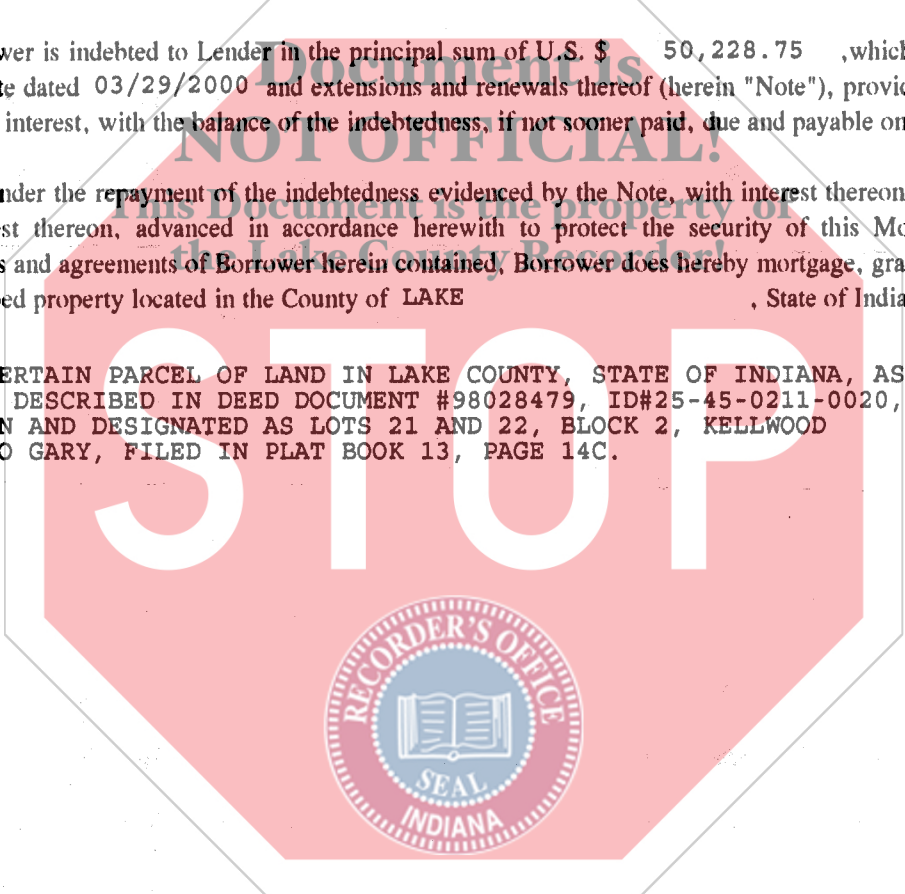 wer is indebted to Lender in the principal sum of U.S. $ 50,228.75 ,which
te dated 03/29/2000 and extensions and renewals thereof (herein "Note"), provid
interest, with the balance of the indebtedness, if not sooner paid, due and payable on
nder the repayment of the indebtedness evidenced by the Note, with interest thereon
st thereon, advanced in accordance herewith to protect the security of this Mo
s and agreements of Borrower herein contained, Borrower does hereby mortgage, gra
ed property located in the County of LAKE , State of India
ERTAIN PARCEL OF LAND IN LAKE COUNTY, STATE OF INDIANA, AS
DESCRIBED IN DEED DOCUMENT #98028479, ID#25-45-0211-0020,
N AND DESIGNATED AS LOTS 21 AND 22, BLOCK 2, KELLWOOD
O GARY, FILED IN PLAT BOOK 13, PAGE 14C.
Document is
NOT OFFICIAL!
This Document is the property of
the Lake County Recorder!
STOP
RECORDER'S OFFICE
SEAL
INDIANA